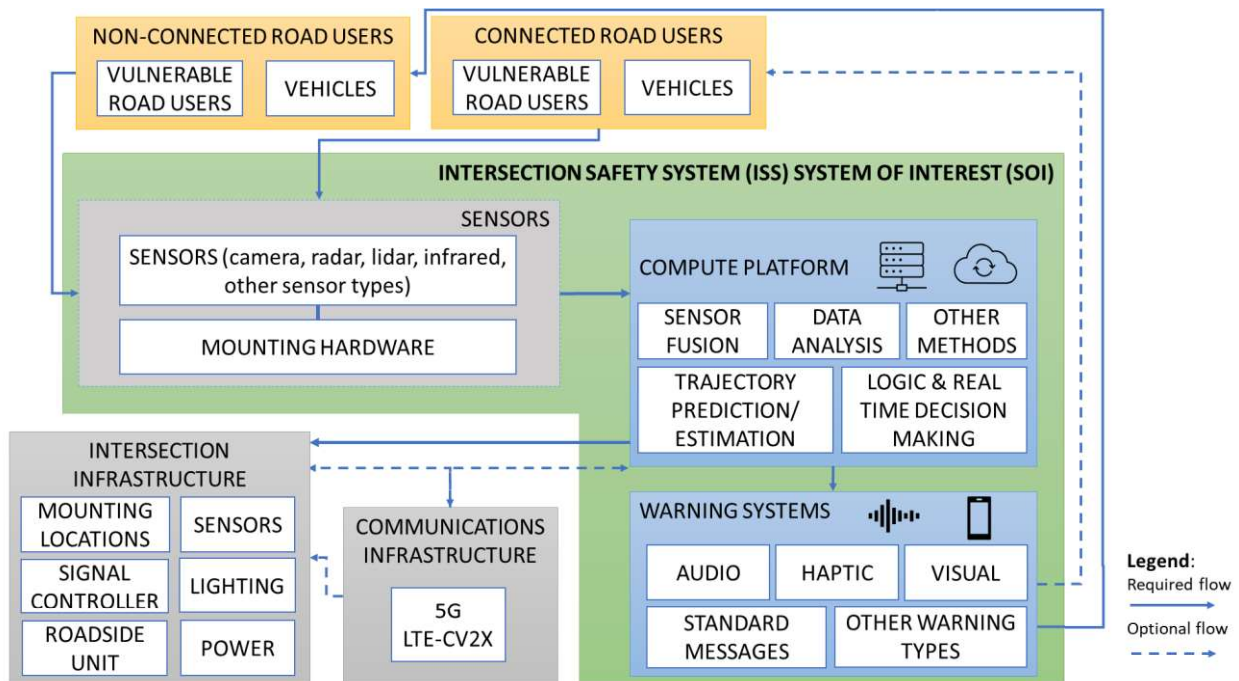 NON-CONNECTED ROAD USERS
VULNERABLE
ROAD USERS
VEHICLES
CONNECTED ROAD USERS
VULNERABLE
ROAD USERS
VEHICLES
INTERSECTION SAFETY SYSTEM (ISS) SYSTEM OF INTEREST (SOI)
SENSORS
SENSORS (camera, radar, lidar, infrared,
other sensor types)
MOUNTING HARDWARE
COMPUTE PLATFORM
SENSOR
FUSION
DATA
ANALYSIS
OTHER
METHODS
TRAJECTORY
PREDICTION/
ESTIMATION
LOGIC & REAL
TIME DECISION
MAKING
INTERSECTION
INFRASTRUCTURE
MOUNTING
LOCATIONS
SENSORS
SIGNAL
CONTROLLER
LIGHTING
ROADSIDE
UNIT
POWER
COMMUNICATIONS
INFRASTRUCTURE
5G
LTE-CV2X
WARNING SYSTEMS
AUDIO
HAPTIC
VISUAL
STANDARD
MESSAGES
OTHER WARNING
TYPES
Legend:
Required flow
Optional flow